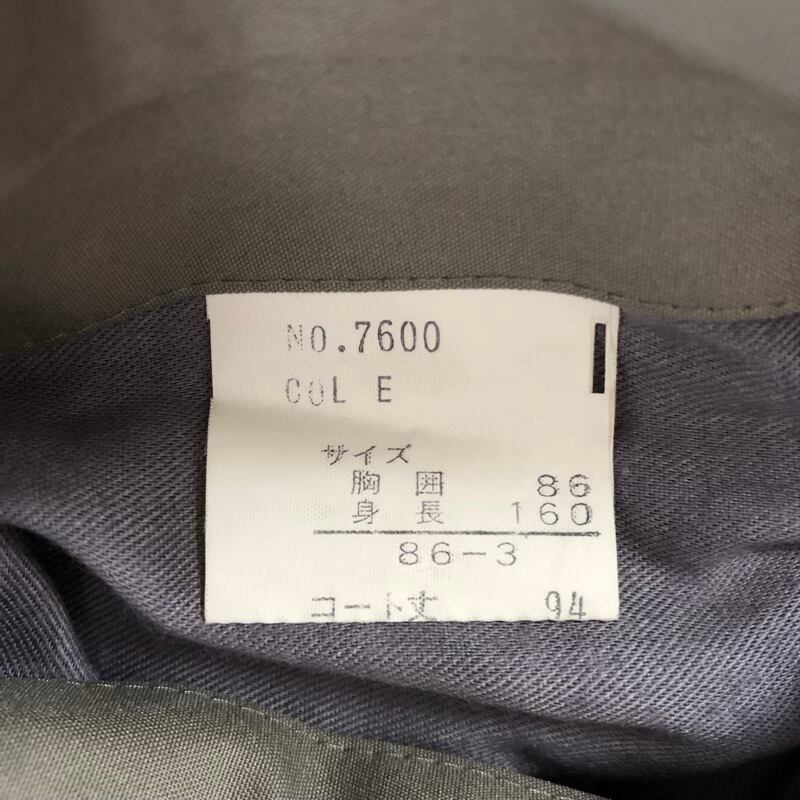 NO.7600
COL E
サイズ
胸 囲 86
身 長 160
86-3
コート丈 94